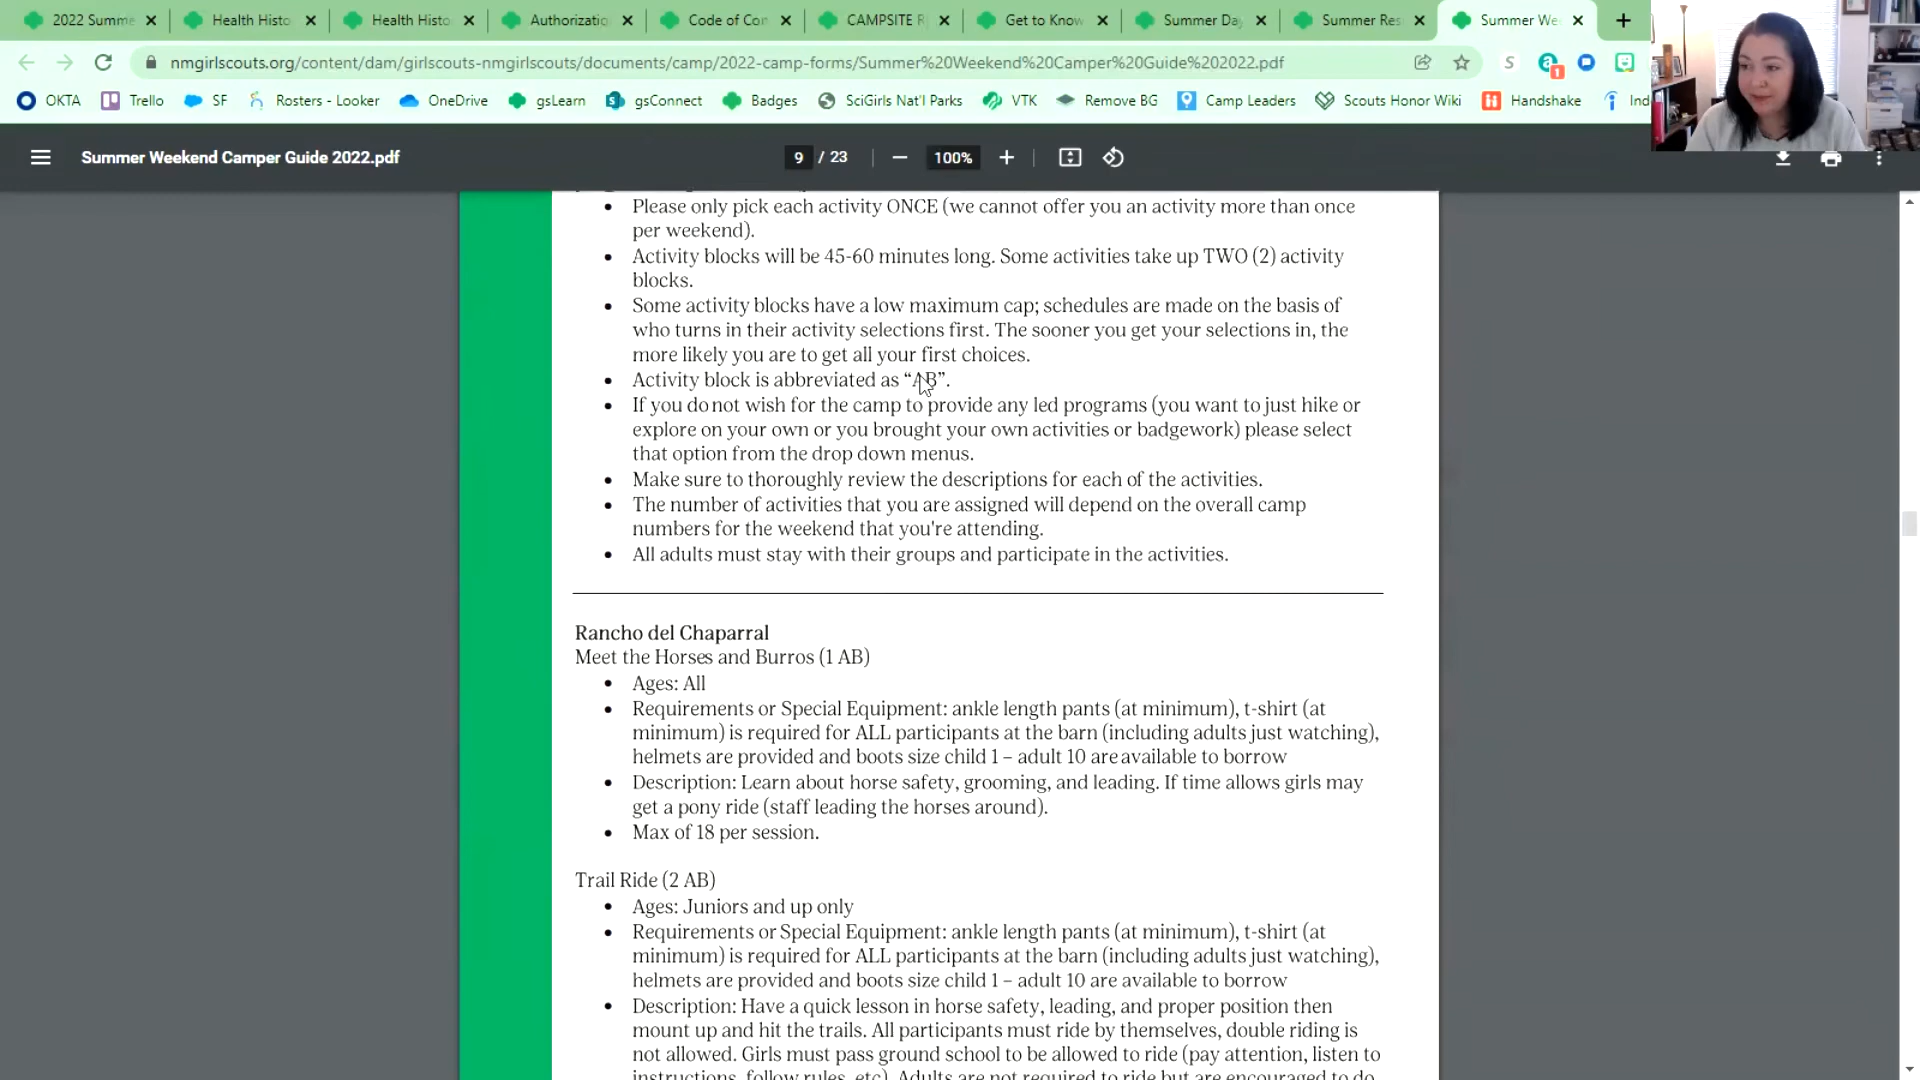 2022 Summe
Health Histo
Health Histo
Authorizatio
Code of Con
CAMPSITE R
Get to Know
Summer Day
Summer Res
Summer We
nmgirlscouts.org/content/dam/girlscouts-nmgirlscouts/documents/camp/2022-camp-forms/Summer%20Weekend%20Camper%20Guide%202022.pdf
OKTA Trello SF Rosters - Looker OneDrive gsLearn gsConnect Badges SciGirls Nat'l Parks VTK Remove BG Camp Leaders Scouts Honor Wiki Handshake Ind
Summer Weekend Camper Guide 2022.pdf
9 / 23
100%
• Please only pick each activity ONCE (we cannot offer you an activity more than once
per weekend).
• Activity blocks will be 45-60 minutes long. Some activities take up TWO (2) activity
blocks.
• Some activity blocks have a low maximum cap; schedules are made on the basis of
who turns in their activity selections first. The sooner you get your selections in, the
more likely you are to get all your first choices.
• Activity block is abbreviated as “AB”.
• If you do not wish for the camp to provide any led programs (you want to just hike or
explore on your own or you brought your own activities or badgework) please select
that option from the drop down menus.
• Make sure to thoroughly review the descriptions for each of the activities.
• The number of activities that you are assigned will depend on the overall camp
numbers for the weekend that you're attending.
• All adults must stay with their groups and participate in the activities.
Rancho del Chaparral
Meet the Horses and Burros (1 AB)
• Ages: All
• Requirements or Special Equipment: ankle length pants (at minimum), t-shirt (at
minimum) is required for ALL participants at the barn (including adults just watching),
helmets are provided and boots size child 1 – adult 10 are available to borrow
• Description: Learn about horse safety, grooming, and leading. If time allows girls may
get a pony ride (staff leading the horses around).
• Max of 18 per session.
Trail Ride (2 AB)
• Ages: Juniors and up only
• Requirements or Special Equipment: ankle length pants (at minimum), t-shirt (at
minimum) is required for ALL participants at the barn (including adults just watching),
helmets are provided and boots size child 1 – adult 10 are available to borrow
• Description: Have a quick lesson in horse safety, leading, and proper position then
mount up and hit the trails. All participants must ride by themselves, double riding is
not allowed. Girls must pass ground school to be allowed to ride (pay attention, listen to
instructions, follow rules, etc). Adults are not required to ride but are encouraged to do